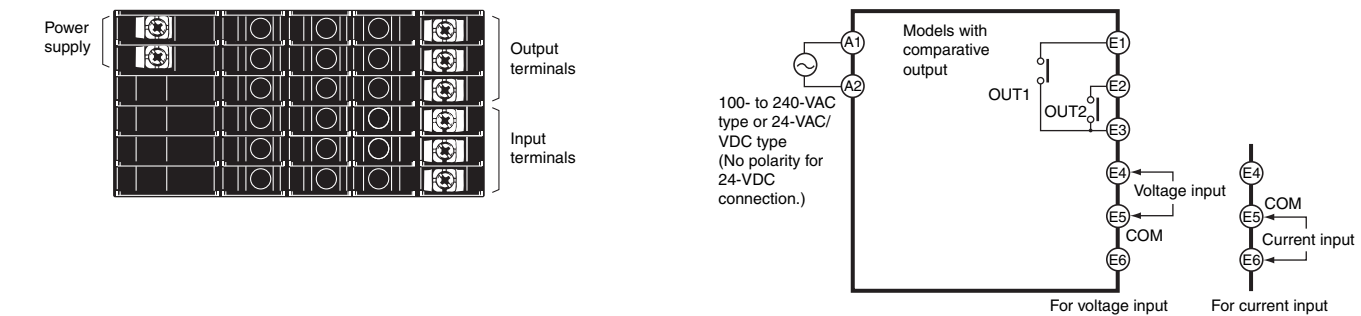 Power
supply
Output
terminals
Input
terminals
A1
A2
100- to 240-VAC
type or 24-VAC/
VDC type
(No polarity for
24-VDC
connection.)
Models with
comparative
output
OUT1
OUT2
E1
E2
E3
E4
Voltage input
E5
COM
E6
For voltage input
E4
COM
E5
Current input
E6
For current input